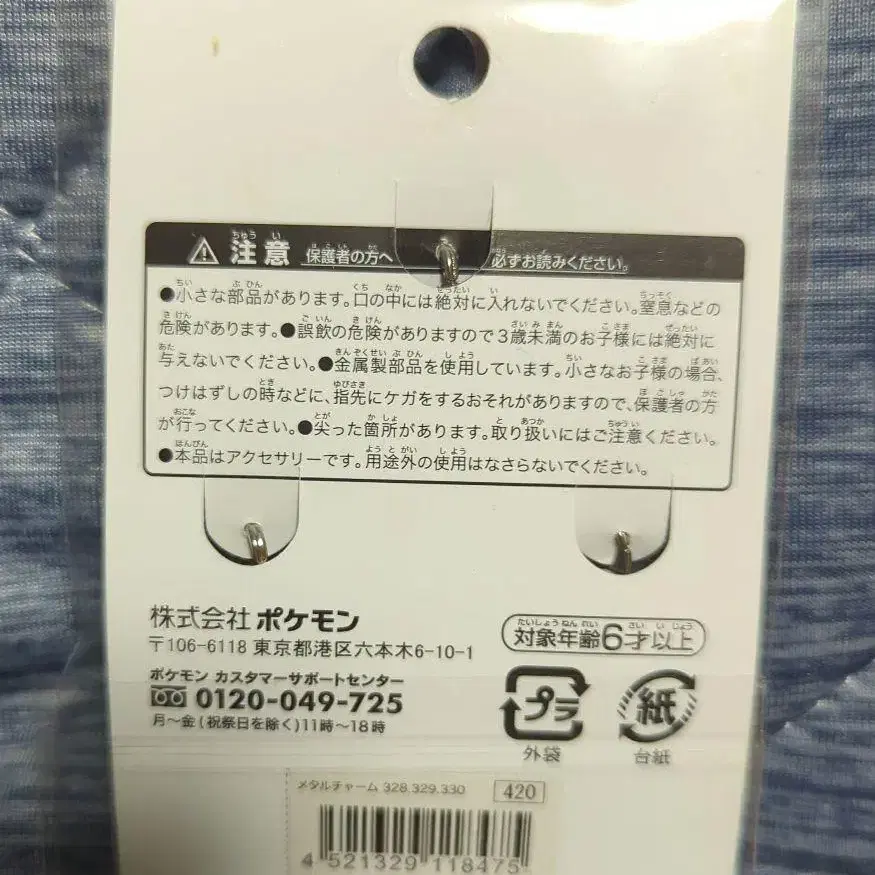 注意 保護者の方へ 必ずお読みください。
●小さな部品があります。口の中には絶対に入れないでください。窒息などの
危険があります。●誤飲の危険がありますので3歳未満のお子様には絶対に
与えないでください。●金属製部品を使用しています。小さなお子様の場合、
つけはずしの時などに、指先にケガをするおそれがありますので、保護者の方
が行ってください。●尖った箇所があります。取り扱いにはご注意ください。
●本品はアクセサリーです。用途外の使用はなさらないでください。
株式会社 ポケモン
〒106-6118 東京都港区六本木6-10-1
対象年齢6才以上
ポケモン カスタマーサポートセンター
0120-049-725
月〜金(祝祭日を除く)11時〜18時
プラ 紙
外袋 台紙
メタルチャーム 328.329.330 420
4 521329 118475